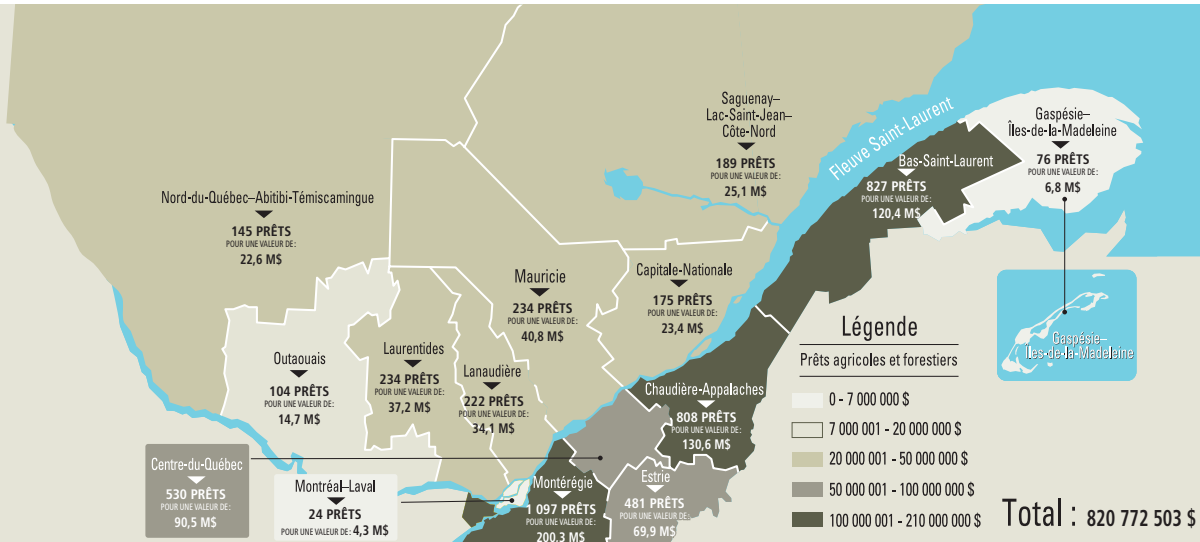 Saguenay–
Lac-Saint-Jean–
Côte-Nord
189 PRÊTS
POUR UNE VALEUR DE:
25,1 M$
Fleuve Saint-Laurent
Gaspésie–
Îles-de-la-Madeleine
76 PRÊTS
POUR UNE VALEUR DE:
6,8 M$
Bas-Saint-Laurent
827 PRÊTS
POUR UNE VALEUR DE:
120,4 M$
Nord-du-Québec–Abitibi-Témiscamingue
145 PRÊTS
POUR UNE VALEUR DE:
22,6 M$
Mauricie
234 PRÊTS
POUR UNE VALEUR DE:
40,8 M$
Capitale-Nationale
175 PRÊTS
POUR UNE VALEUR DE:
23,4 M$
Outaouais
104 PRÊTS
POUR UNE VALEUR DE:
14,7 M$
Laurentides
234 PRÊTS
POUR UNE VALEUR DE:
37,2 M$
Lanaudière
222 PRÊTS
POUR UNE VALEUR DE:
34,1 M$
Chaudière-Appalaches
808 PRÊTS
POUR UNE VALEUR DE:
130,6 M$
Centre-du-Québec
530 PRÊTS
POUR UNE VALEUR DE:
90,5 M$
Montréal–Laval
24 PRÊTS
POUR UNE VALEUR DE: 4,3 M$
Montérégie
1 097 PRÊTS
POUR UNE VALEUR DE:
200,3 M$
Estrie
481 PRÊTS
POUR UNE VALEUR DE:
69,9 M$
Gaspésie–
Îles-de-la-Madeleine
Légende
Prêts agricoles et forestiers
0 - 7 000 000 $
7 000 001 - 20 000 000 $
20 000 001 - 50 000 000 $
50 000 001 - 100 000 000 $
100 000 001 - 210 000 000 $
Total : 820 772 503 $